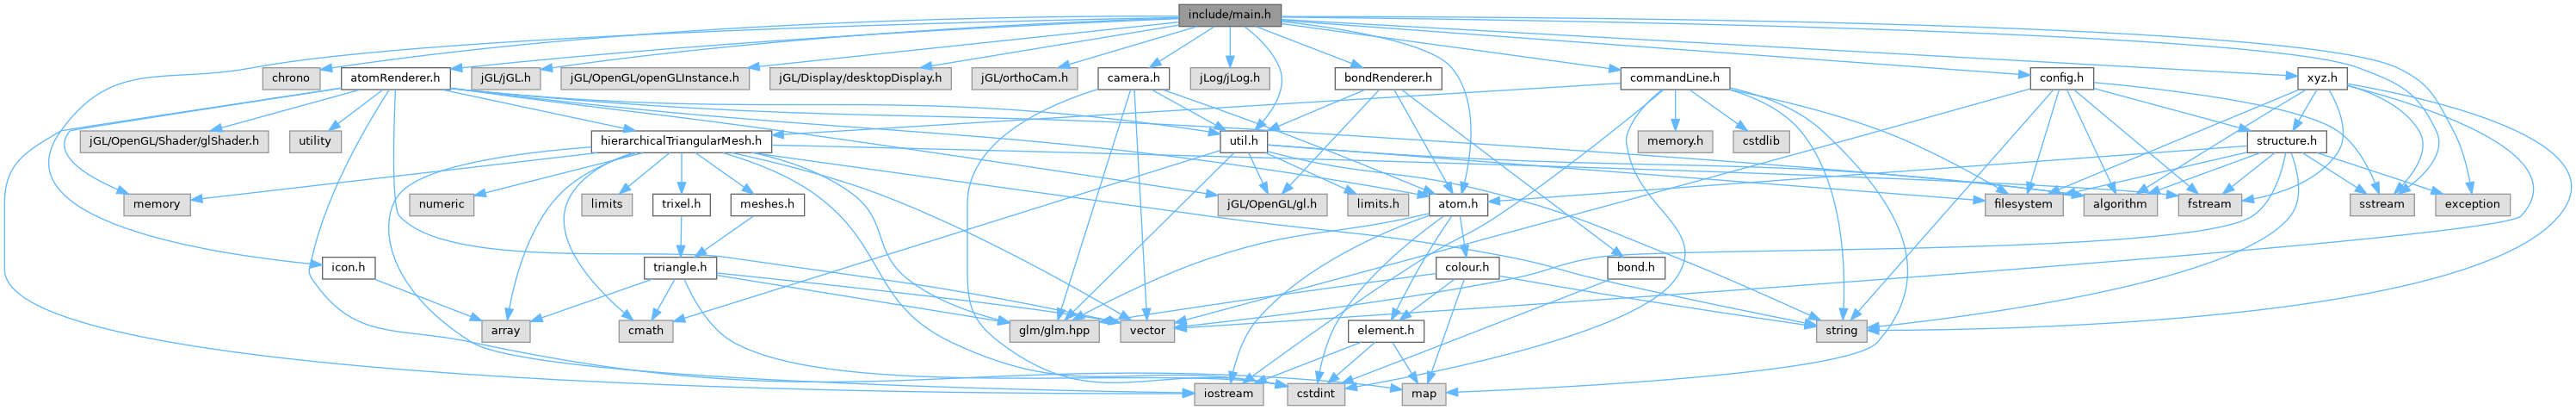 include/main.h
chrono
atomRenderer.h
jGL/jGL.h
jGL/OpenGL/openGLInstance.h
jGL/Display/desktopDisplay.h
jGL/orthoCam.h
camera.h
jLog/jLog.h
bondRenderer.h
commandLine.h
config.h
xyz.h
jGL/OpenGL/Shader/glShader.h
utility
hierarchicalTriangularMesh.h
util.h
memory.h
cstdlib
structure.h
memory
numeric
limits
trixel.h
meshes.h
jGL/OpenGL/gl.h
limits.h
atom.h
filesystem
algorithm
fstream
sstream
exception
icon.h
triangle.h
colour.h
bond.h
array
cmath
glm/glm.hpp
vector
element.h
string
iostream
cstdint
map